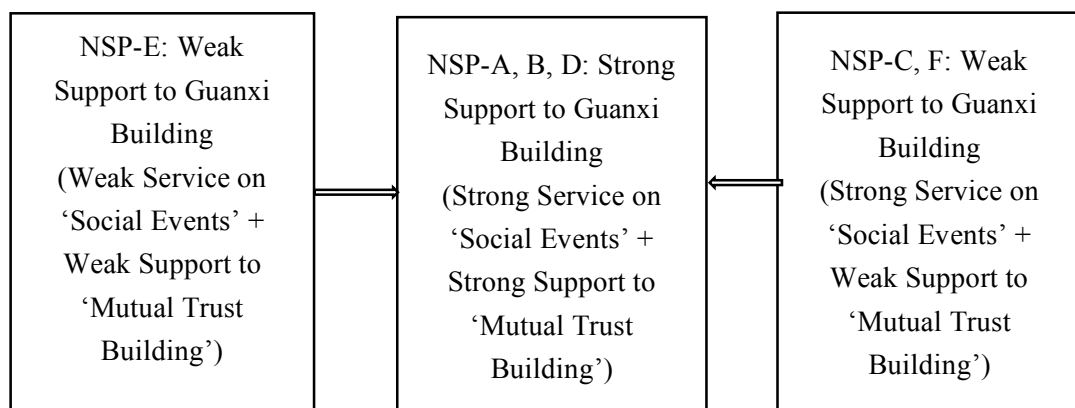 NSP-E: Weak
Support to Guanxi
Building
(Weak Service on
‘Social Events’ +
Weak Support to
‘Mutual Trust
Building’)
NSP-A, B, D: Strong
Support to Guanxi
Building
(Strong Service on
‘Social Events’ +
Strong Support to
‘Mutual Trust
Building’)
NSP-C, F: Weak
Support to Guanxi
Building
(Strong Service on
‘Social Events’ +
Weak Support to
‘Mutual Trust
Building’)